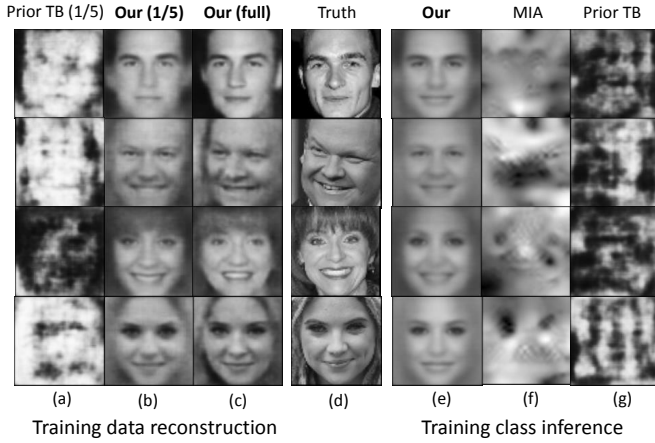 Prior TB (1/5) Our (1/5) Our (full) Truth Our MIA Prior TB
(a) (b) (c) (d) (e) (f) (g)
Training data reconstruction Training class inference